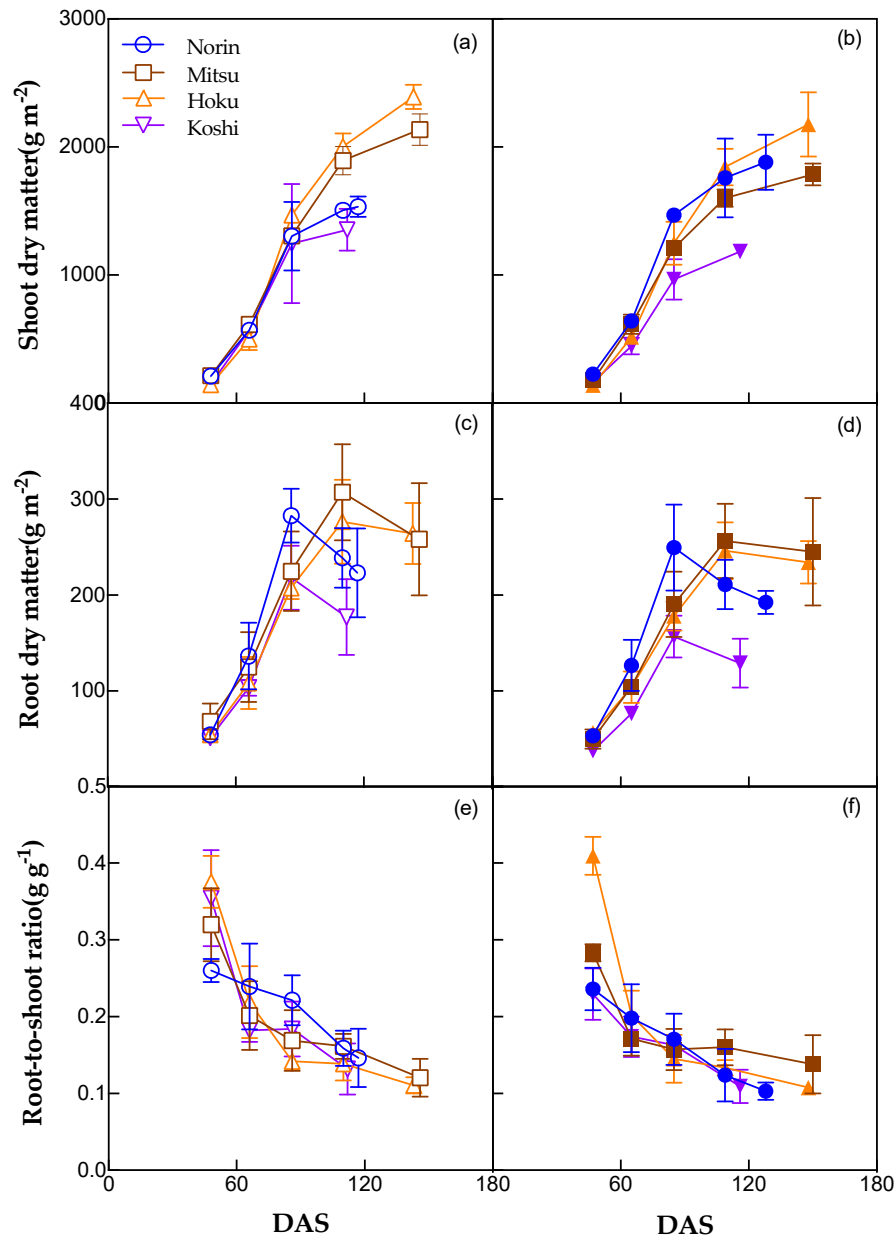 3000
(a)
(b)
Norin
Mitsu
Hoku
Koshi
2000
1000
Shoot dry matter(g m⁻²)
0
400
(c)
(d)
300
200
100
Root dry matter(g m⁻²)
0
0.5
(e)
(f)
0.4
0.3
0.2
0.1
0.0
Root-to-shoot ratio(g g⁻¹)
0 60 120 180 0 60 120 180
DAS DAS